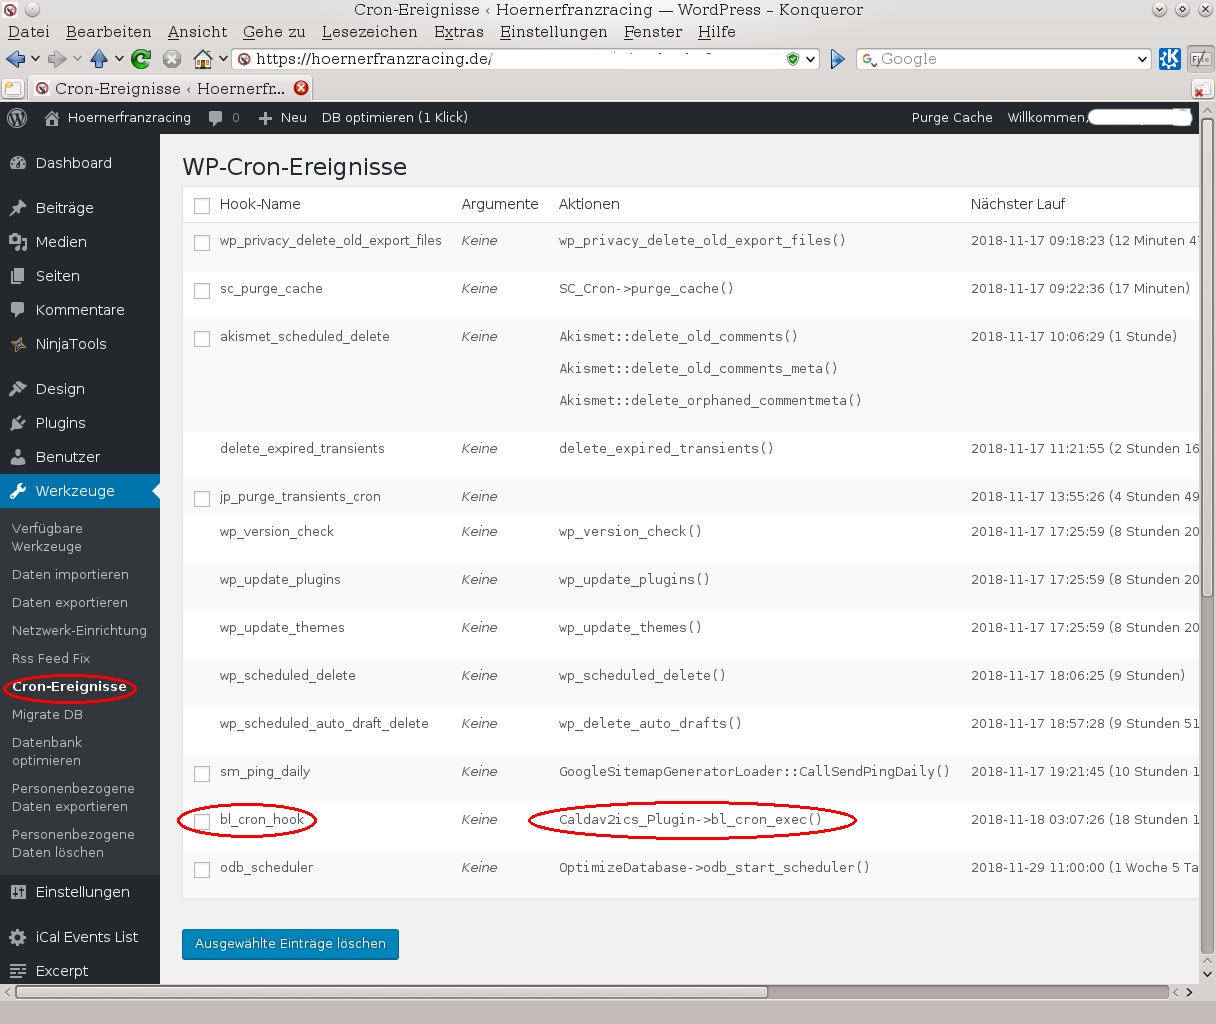 Cron-Ereignisse ‹ Hoernerfranzracing — WordPress – Konqueror
Datei Bearbeiten Ansicht Gehe zu Lesezeichen Extras Einstellungen Fenster Hilfe
https://hoernerfranzracing.de/
Google
Cron-Ereignisse ‹ Hoernerfr...
Hoernerfranzracing 0 Neu DB optimieren (1 Klick) Purge Cache Willkommen,
Dashboard
Beiträge
Medien
Seiten
Kommentare
NinjaTools
Design
Plugins
Benutzer
Werkzeuge
Verfügbare
Werkzeuge
Daten importieren
Daten exportieren
Netzwerk-Einrichtung
Rss Feed Fix
Cron-Ereignisse
Migrate DB
Datenbank
optimieren
Personenbezogene
Daten exportieren
Personenbezogene
Daten löschen
Einstellungen
iCal Events List
Excerpt
WP-Cron-Ereignisse
Hook-Name Argumente Aktionen Nächster Lauf
wp_privacy_delete_old_export_files Keine wp_privacy_delete_old_export_files() 2018-11-17 09:18:23 (12 Minuten 47
sc_purge_cache Keine SC_Cron->purge_cache() 2018-11-17 09:22:36 (17 Minuten)
akismet_scheduled_delete Keine Akismet::delete_old_comments() 2018-11-17 10:06:29 (1 Stunde)
Akismet::delete_old_comments_meta()
Akismet::delete_orphaned_commentmeta()
delete_expired_transients Keine delete_expired_transients() 2018-11-17 11:21:55 (2 Stunden 16
jp_purge_transients_cron Keine 2018-11-17 13:55:26 (4 Stunden 49
wp_version_check Keine wp_version_check() 2018-11-17 17:25:59 (8 Stunden 20
wp_update_plugins Keine wp_update_plugins() 2018-11-17 17:25:59 (8 Stunden 20
wp_update_themes Keine wp_update_themes() 2018-11-17 17:25:59 (8 Stunden 20
wp_scheduled_delete Keine wp_scheduled_delete() 2018-11-17 18:06:25 (9 Stunden)
wp_scheduled_auto_draft_delete Keine wp_delete_auto_drafts() 2018-11-17 18:57:28 (9 Stunden 51
sm_ping_daily Keine GoogleSitemapGeneratorLoader::CallSendPingDaily() 2018-11-17 19:21:45 (10 Stunden 1
bl_cron_hook Keine Caldav2ics_Plugin->bl_cron_exec() 2018-11-18 03:07:26 (18 Stunden 1
odb_scheduler Keine OptimizeDatabase->odb_start_scheduler() 2018-11-29 11:00:00 (1 Woche 5 Ta
Ausgewählte Einträge löschen